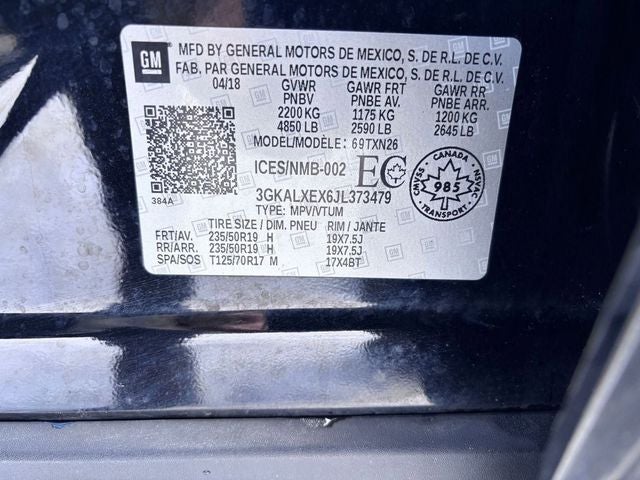 GM
MFD BY GENERAL MOTORS DE MEXICO, S. DE R.L. DE C.V.
FAB. PAR GENERAL MOTORS DE MEXICO, S. DE R.L. DE C.V.
04/18 GVWR GAWR FRT GAWR RR
PNBV PNBE AV. PNBE ARR.
2200 KG 1175 KG 1200 KG
4850 LB 2590 LB 2645 LB
MODEL/MODÈLE: 69TXN26
ICES/NMB-002 EC
CMVSS CANADA NSVAC
985
384A
3GKALXEX6JL373479
TYPE: MPV/VTUM
TIRE SIZE / DIM. PNEU RIM / JANTE
FRT/AV. 235/50R19 H 19X7.5J
RR/ARR. 235/50R19 H 19X7.5J
SPA/SOS T125/70R17 M 17X4BT